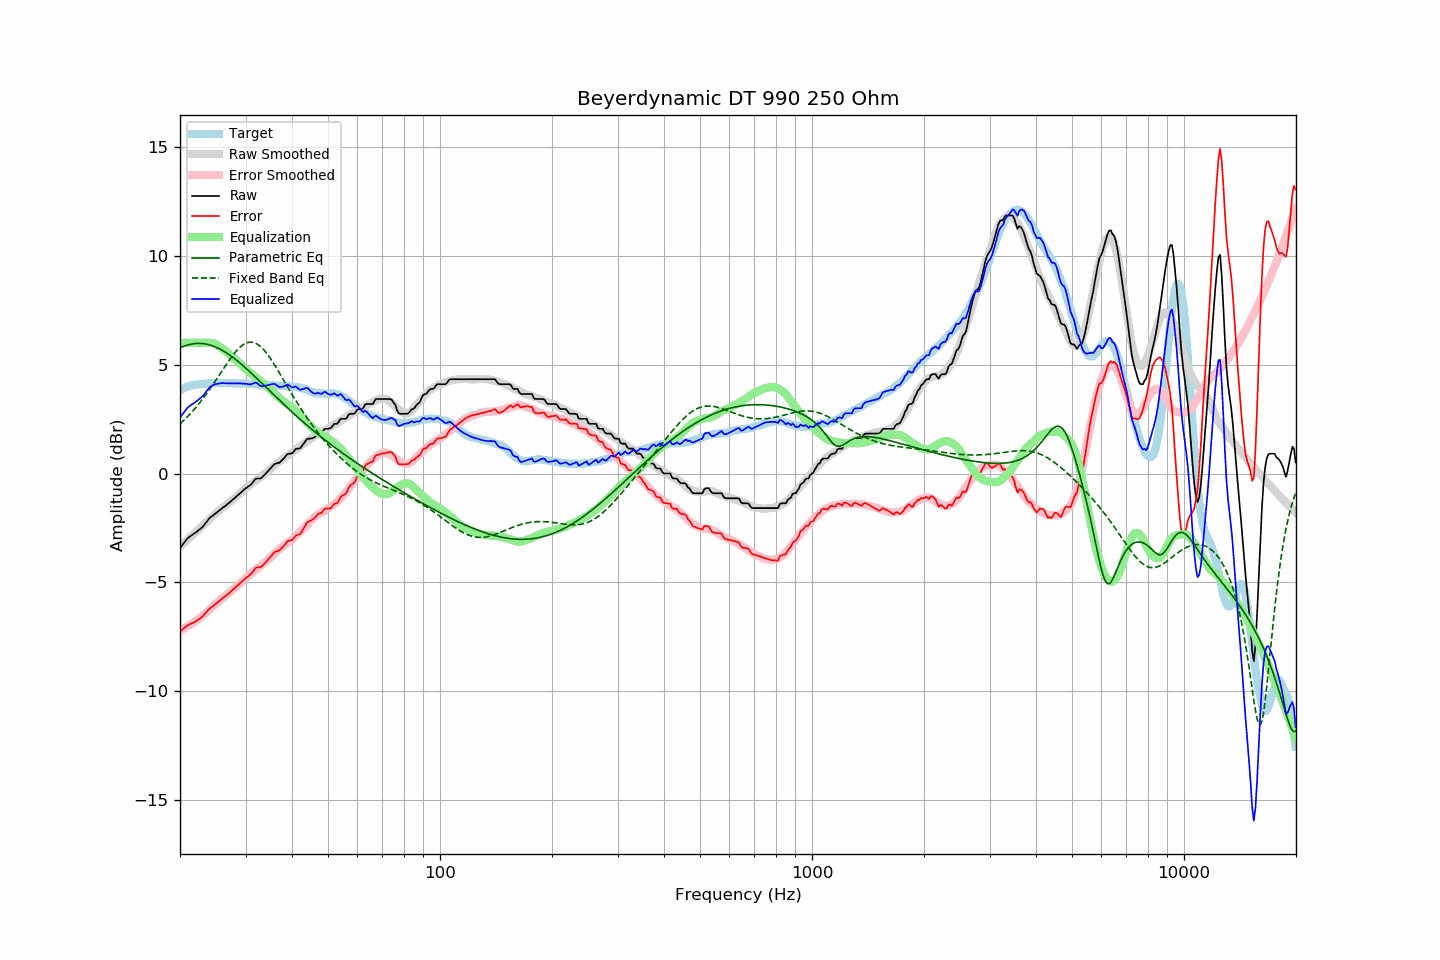 Beyerdynamic DT 990 250 Ohm
Target
Raw Smoothed
Error Smoothed
Raw
Error
Equalization
Parametric Eq
Fixed Band Eq
Equalized
Amplitude (dBr)
15
10
5
0
−5
−10
−15
100
1000
10000
Frequency (Hz)